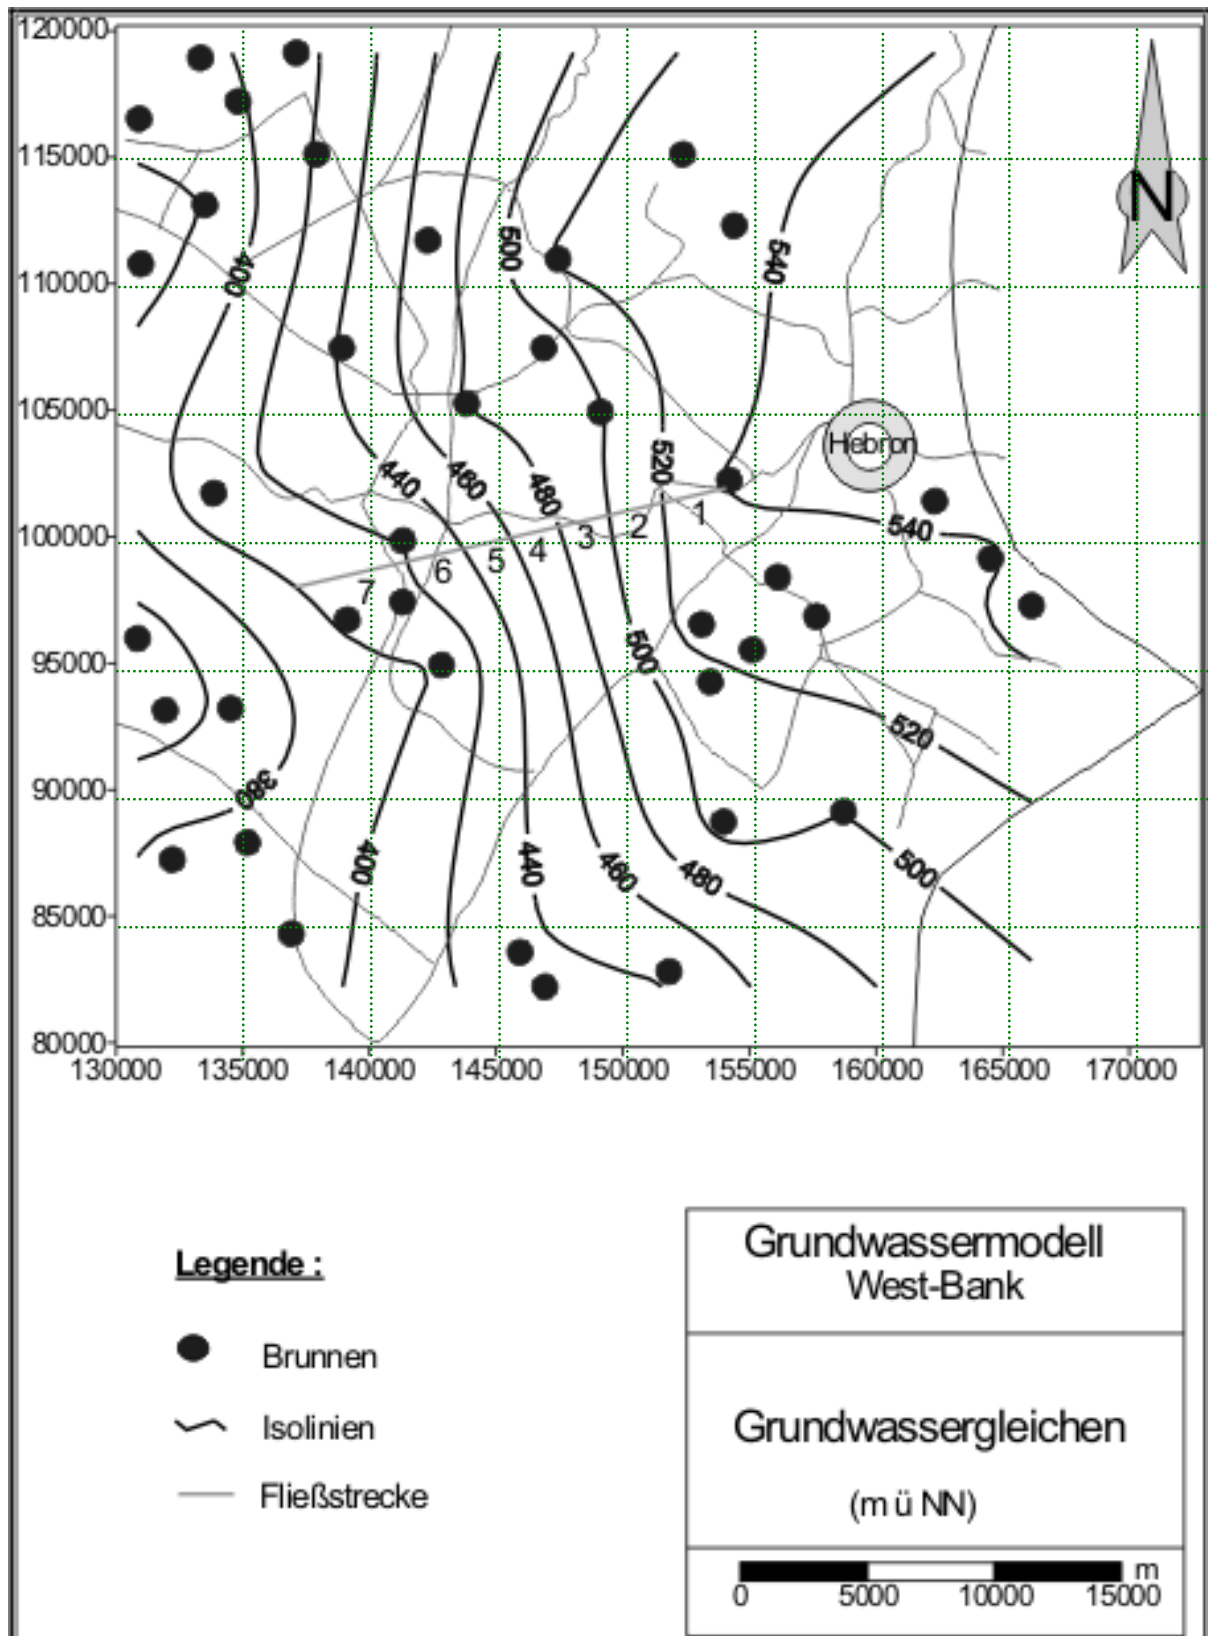 120000
115000
110000
105000
100000
95000
90000
85000
80000
130000 135000 140000 145000 150000 155000 160000 165000 170000
N
500
540
400
Hebron
520
440 460 480
540
1
2
3
4
5
6
7
500
520
380
400
440
460
480
500
Legende :
Brunnen
Isolinien
Fließstrecke
Grundwassermodell
West-Bank
Grundwassergleichen
(m ü NN)
m
0 5000 10000 15000